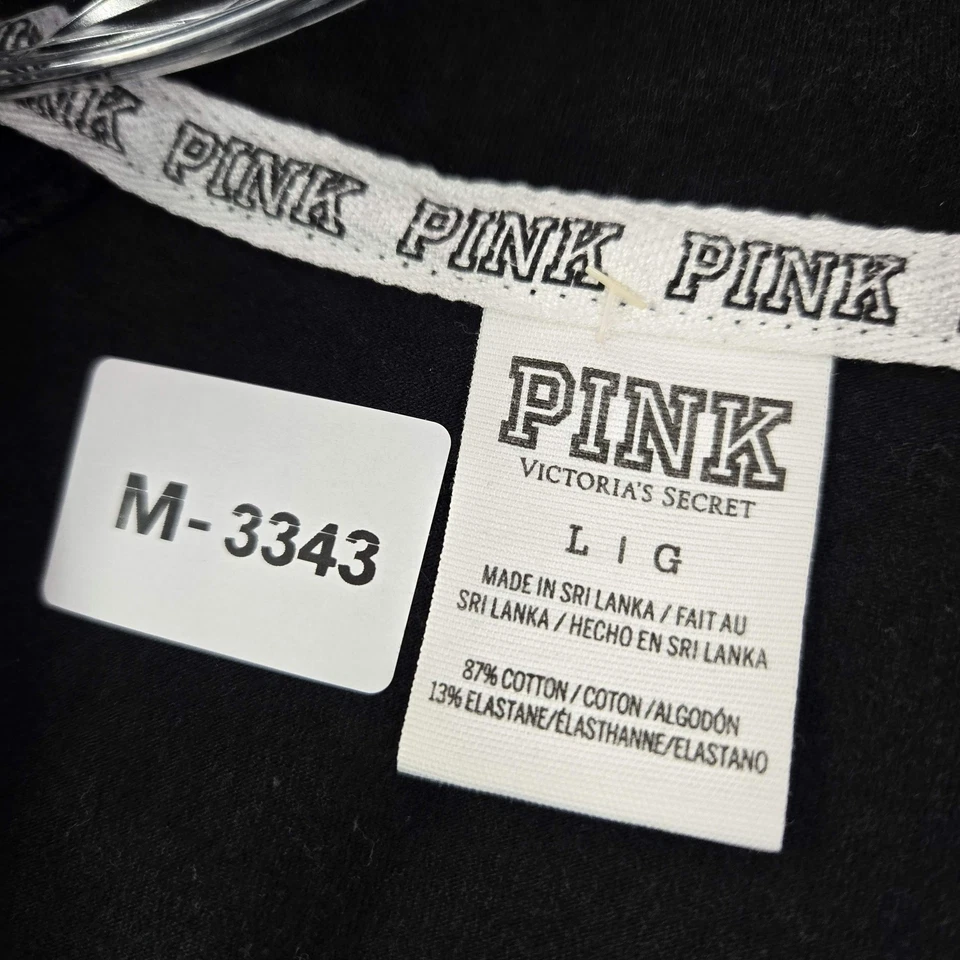 PINK PINK PINK PINK
PINK
VICTORIA'S SECRET
L | G
MADE IN SRI LANKA / FAIT AU
SRI LANKA / HECHO EN SRI LANKA
87% COTTON / COTON / ALGODÓN
13% ELASTANE/ÉLASTHANNE/ELASTANO
M-3343